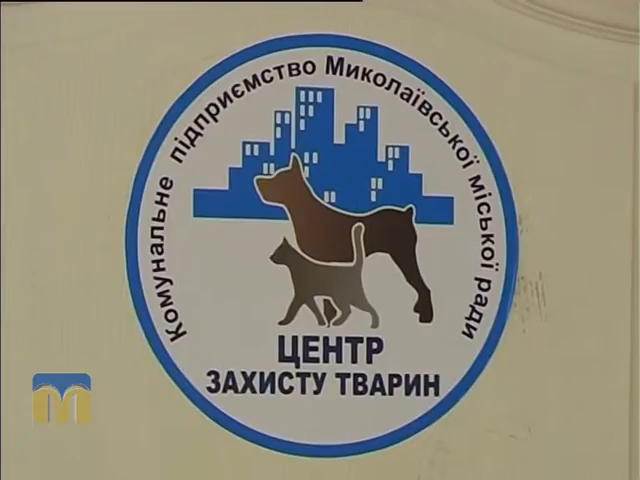 Комунальне підприємство Миколаївської міської ради
ЦЕНТР
ЗАХИСТУ ТВАРИН
М